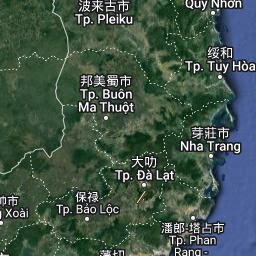 波来古市
Tp. Pleiku
Quy Nhơn
绥和
Tp. Tuy Hòa
邦美蜀市
Tp. Buôn
Ma Thuột
芽莊市
Nha Trang
大叻
Tp. Đà Lạt
保禄
Tp. Bảo Lộc
Xoài
潘郎-塔占市
Tp. Phan
Rang -